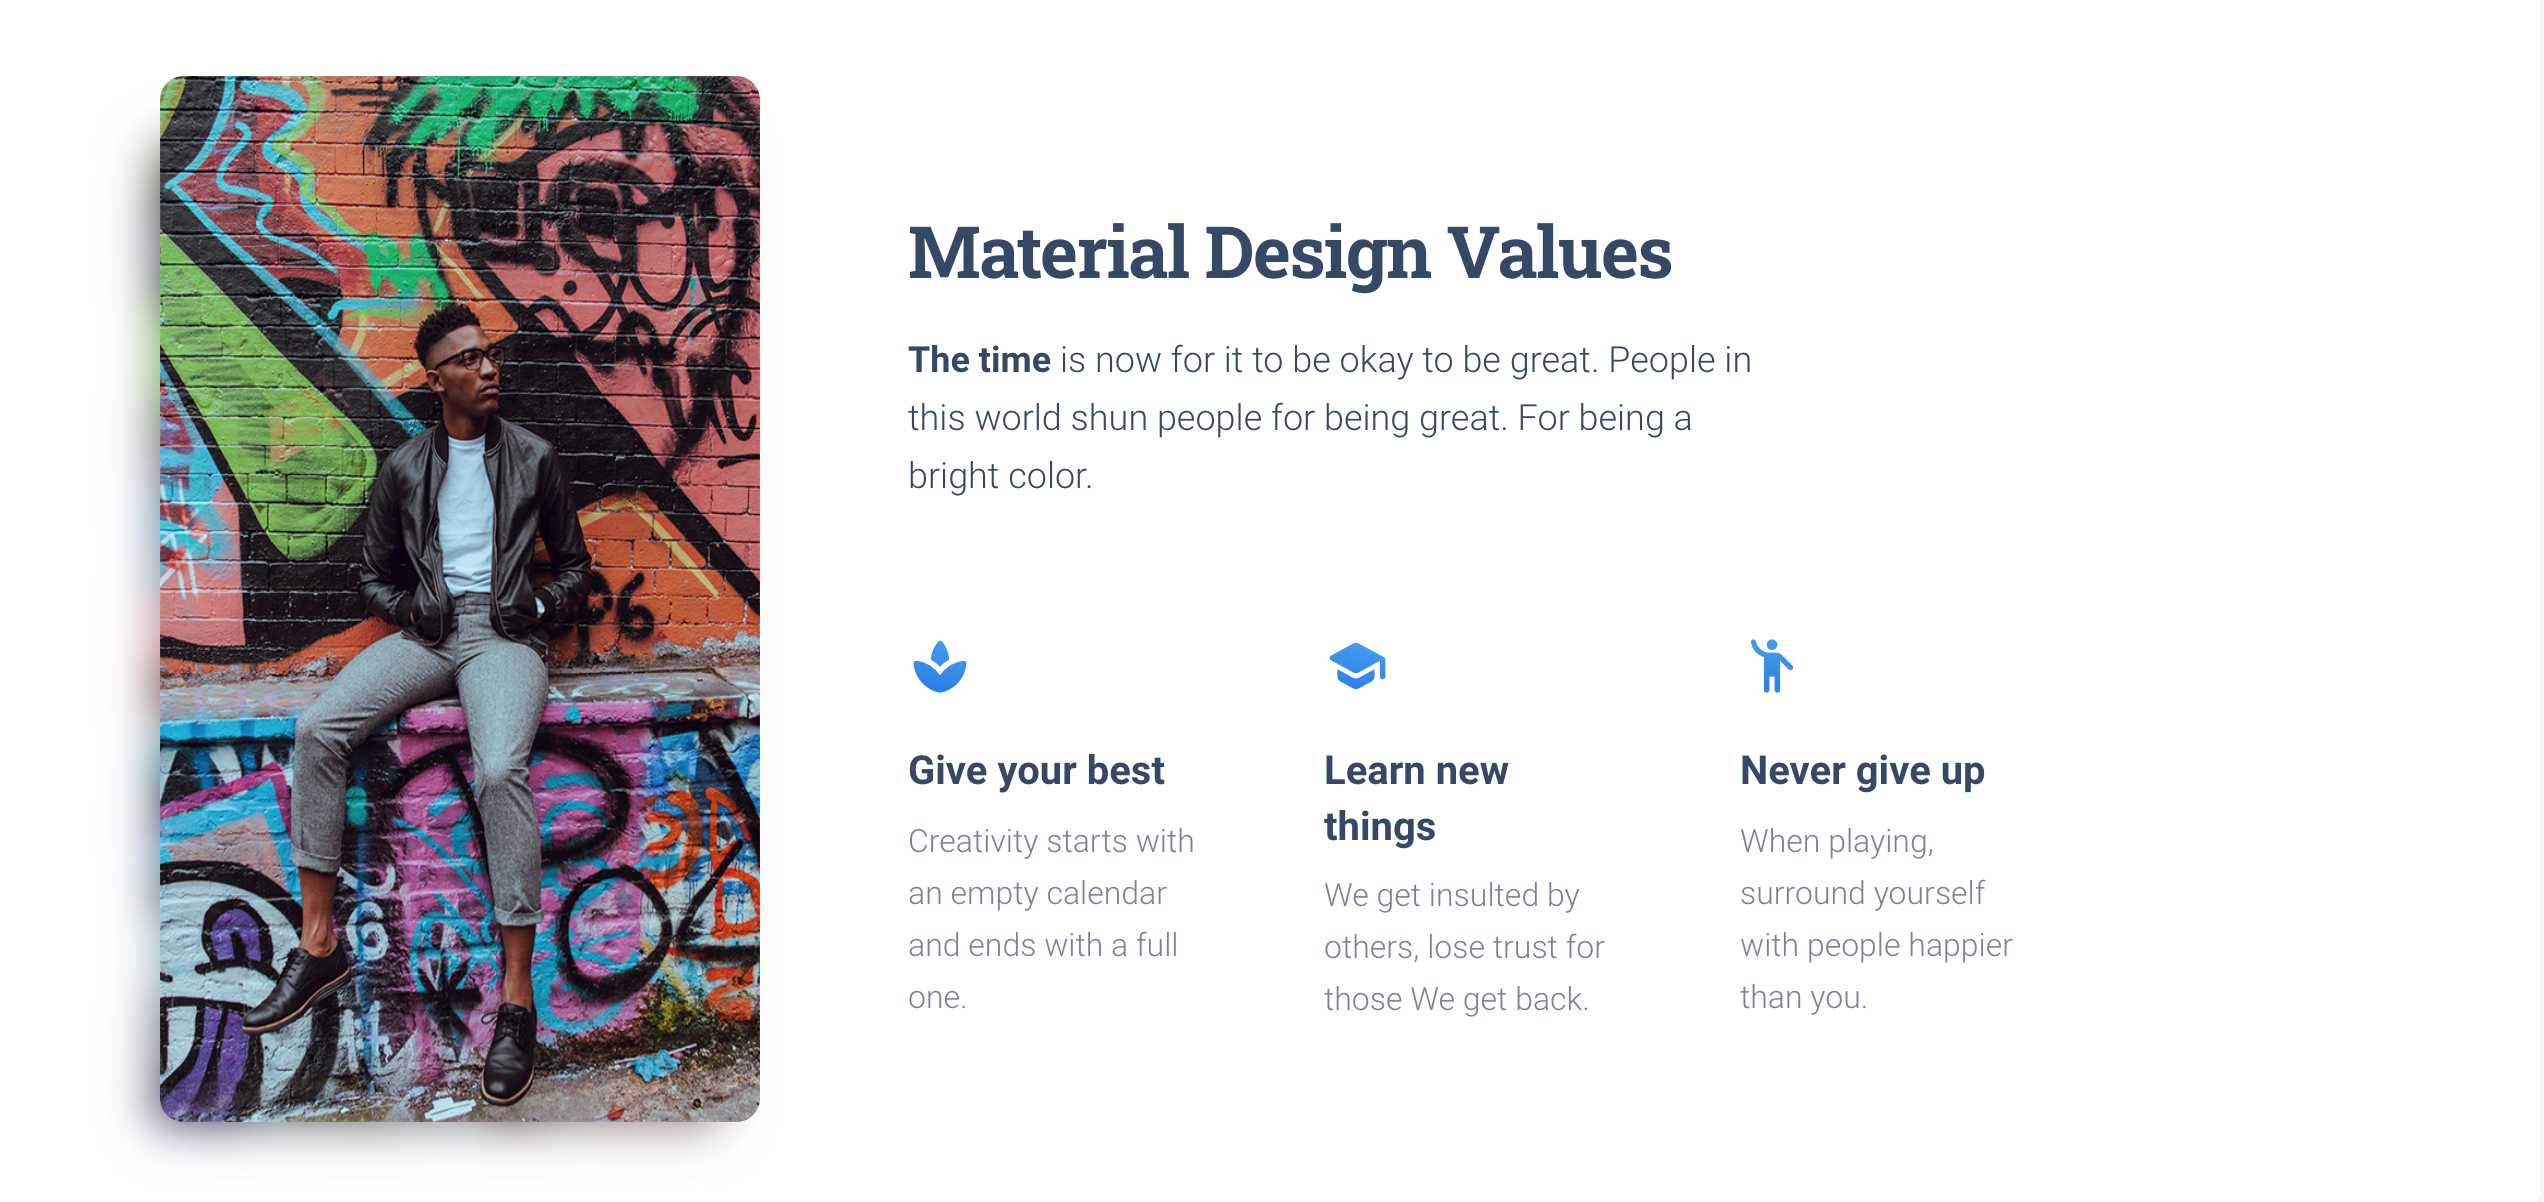 Material Design Values
The time is now for it to be okay to be great. People in
this world shun people for being great. For being a
bright color.
Give your best
Creativity starts with
an empty calendar
and ends with a full
one.
Learn new
things
We get insulted by
others, lose trust for
those We get back.
Never give up
When playing,
surround yourself
with people happier
than you.